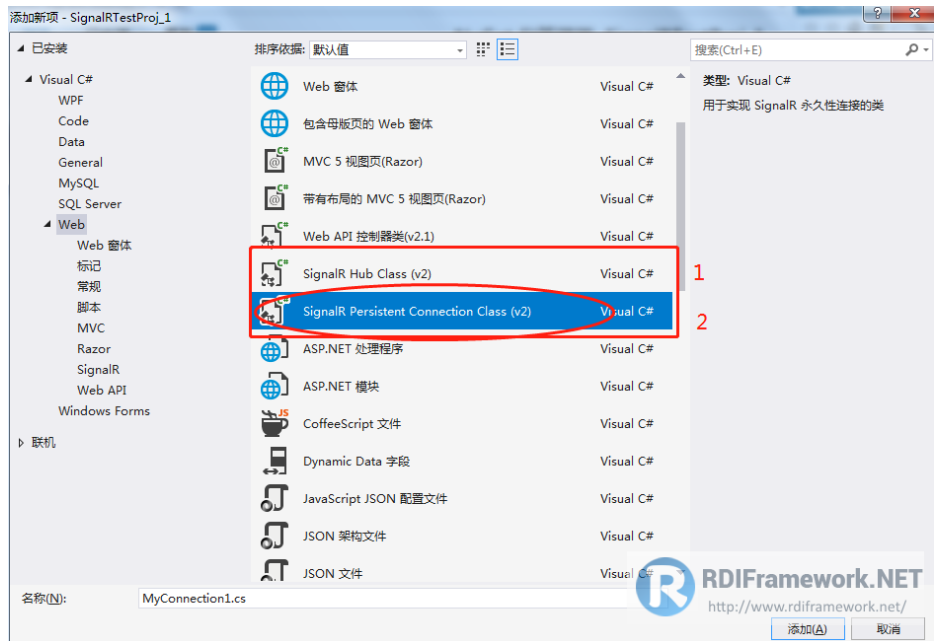 添加新项 - SignalRTestProj_1
已安装
排序依据: 默认值
搜索(Ctrl+E)
Visual C#
WPF
Code
Data
General
MySQL
SQL Server
Web
Web 窗体
标记
常规
脚本
MVC
Razor
SignalR
Web API
Windows Forms
联机
Web 窗体 Visual C#
包含母版页的 Web 窗体 Visual C#
MVC 5 视图页(Razor) Visual C#
带有布局的 MVC 5 视图页(Razor) Visual C#
Web API 控制器类(v2.1) Visual C#
SignalR Hub Class (v2) Visual C# 1
SignalR Persistent Connection Class (v2) Visual C# 2
ASP.NET 处理程序 Visual C#
ASP.NET 模块 Visual C#
CoffeeScript 文件 Visual C#
Dynamic Data 字段 Visual C#
JavaScript JSON 配置文件 Visual C#
JSON 架构文件 Visual C#
JSON 文件 Visual C#
类型: Visual C#
用于实现 SignalR 永久性连接的类
名称(N): MyConnection1.cs
RDIFramework.NET
http://www.rdiframework.net/
添加(A) 取消